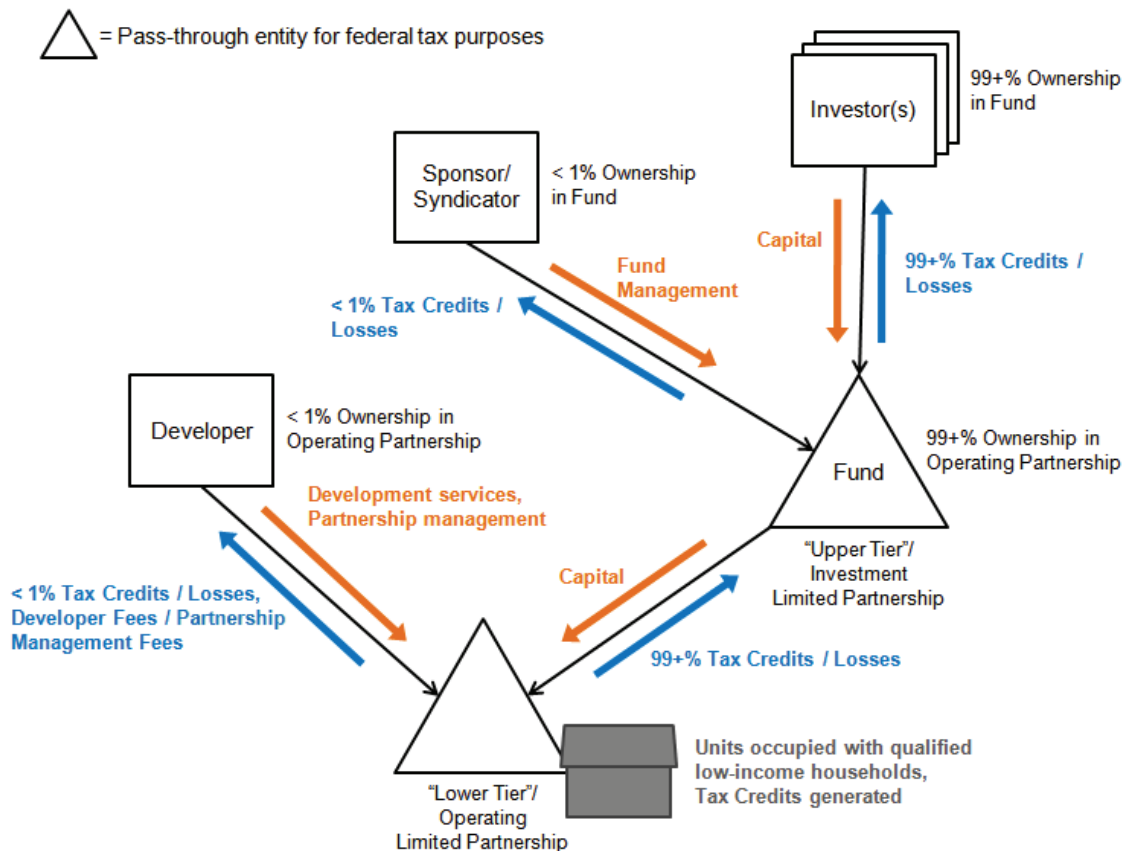 = Pass-through entity for federal tax purposes
Investor(s)
99+% Ownership
in Fund
Sponsor/
Syndicator
< 1% Ownership
in Fund
Capital
99+% Tax Credits /
Losses
Fund
Management
< 1% Tax Credits /
Losses
Developer
< 1% Ownership in
Operating Partnership
Fund
99+% Ownership in
Operating Partnership
Development services,
Partnership management
"Upper Tier"/
Investment
Limited Partnership
Capital
< 1% Tax Credits / Losses,
Developer Fees / Partnership
Management Fees
99+% Tax Credits / Losses
Units occupied with qualified
low-income households,
Tax Credits generated
"Lower Tier"/
Operating
Limited Partnership